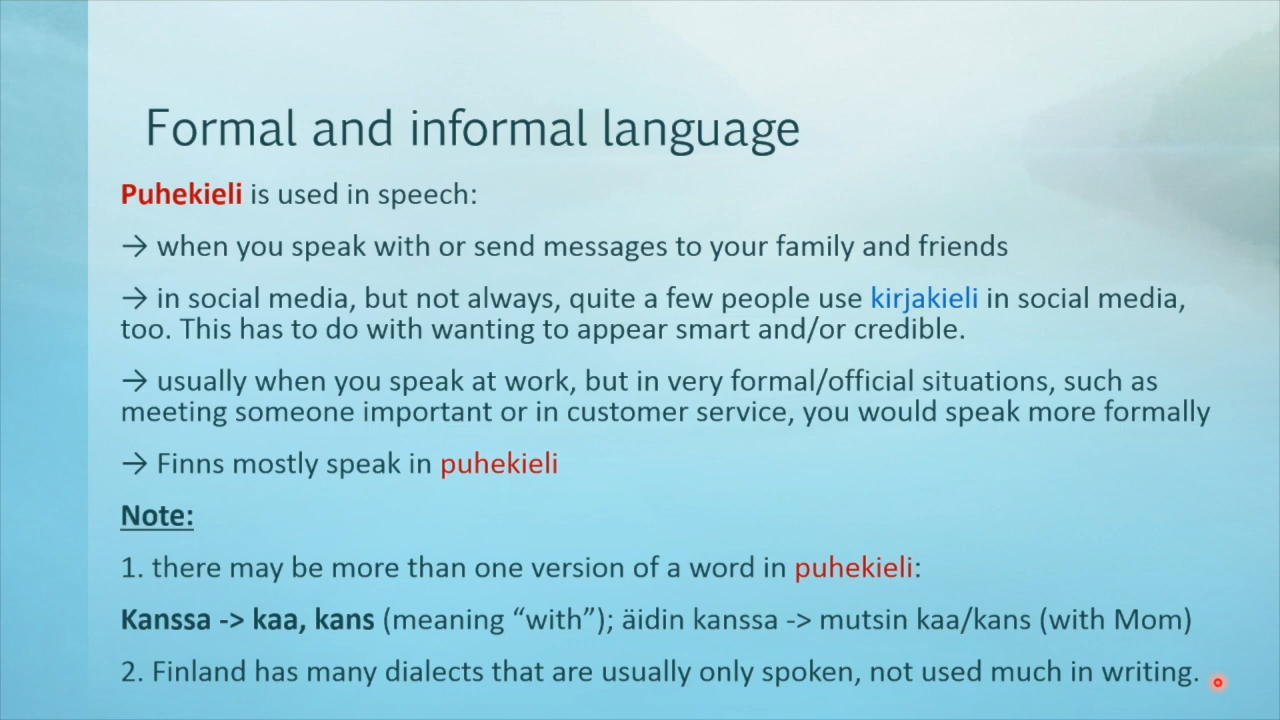 Formal and informal language
Puhekieli is used in speech:
→ when you speak with or send messages to your family and friends
→ in social media, but not always, quite a few people use kirjakieli in social media,
too. This has to do with wanting to appear smart and/or credible.
→ usually when you speak at work, but in very formal/official situations, such as
meeting someone important or in customer service, you would speak more formally
→ Finns mostly speak in puhekieli
Note:
1. there may be more than one version of a word in puhekieli:
Kanssa -> kaa, kans (meaning “with”); äidin kanssa -> mutsin kaa/kans (with Mom)
2. Finland has many dialects that are usually only spoken, not used much in writing.